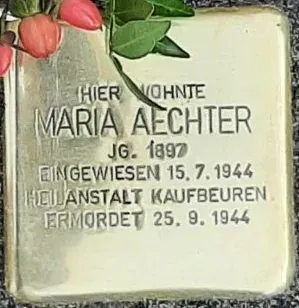 HIER WOHNTE
MARIA AECHTER
JG. 1897
EINGEWIESEN 15.7.1944
HEILANSTALT KAUFBEUREN
ERMORDET 25.9.1944